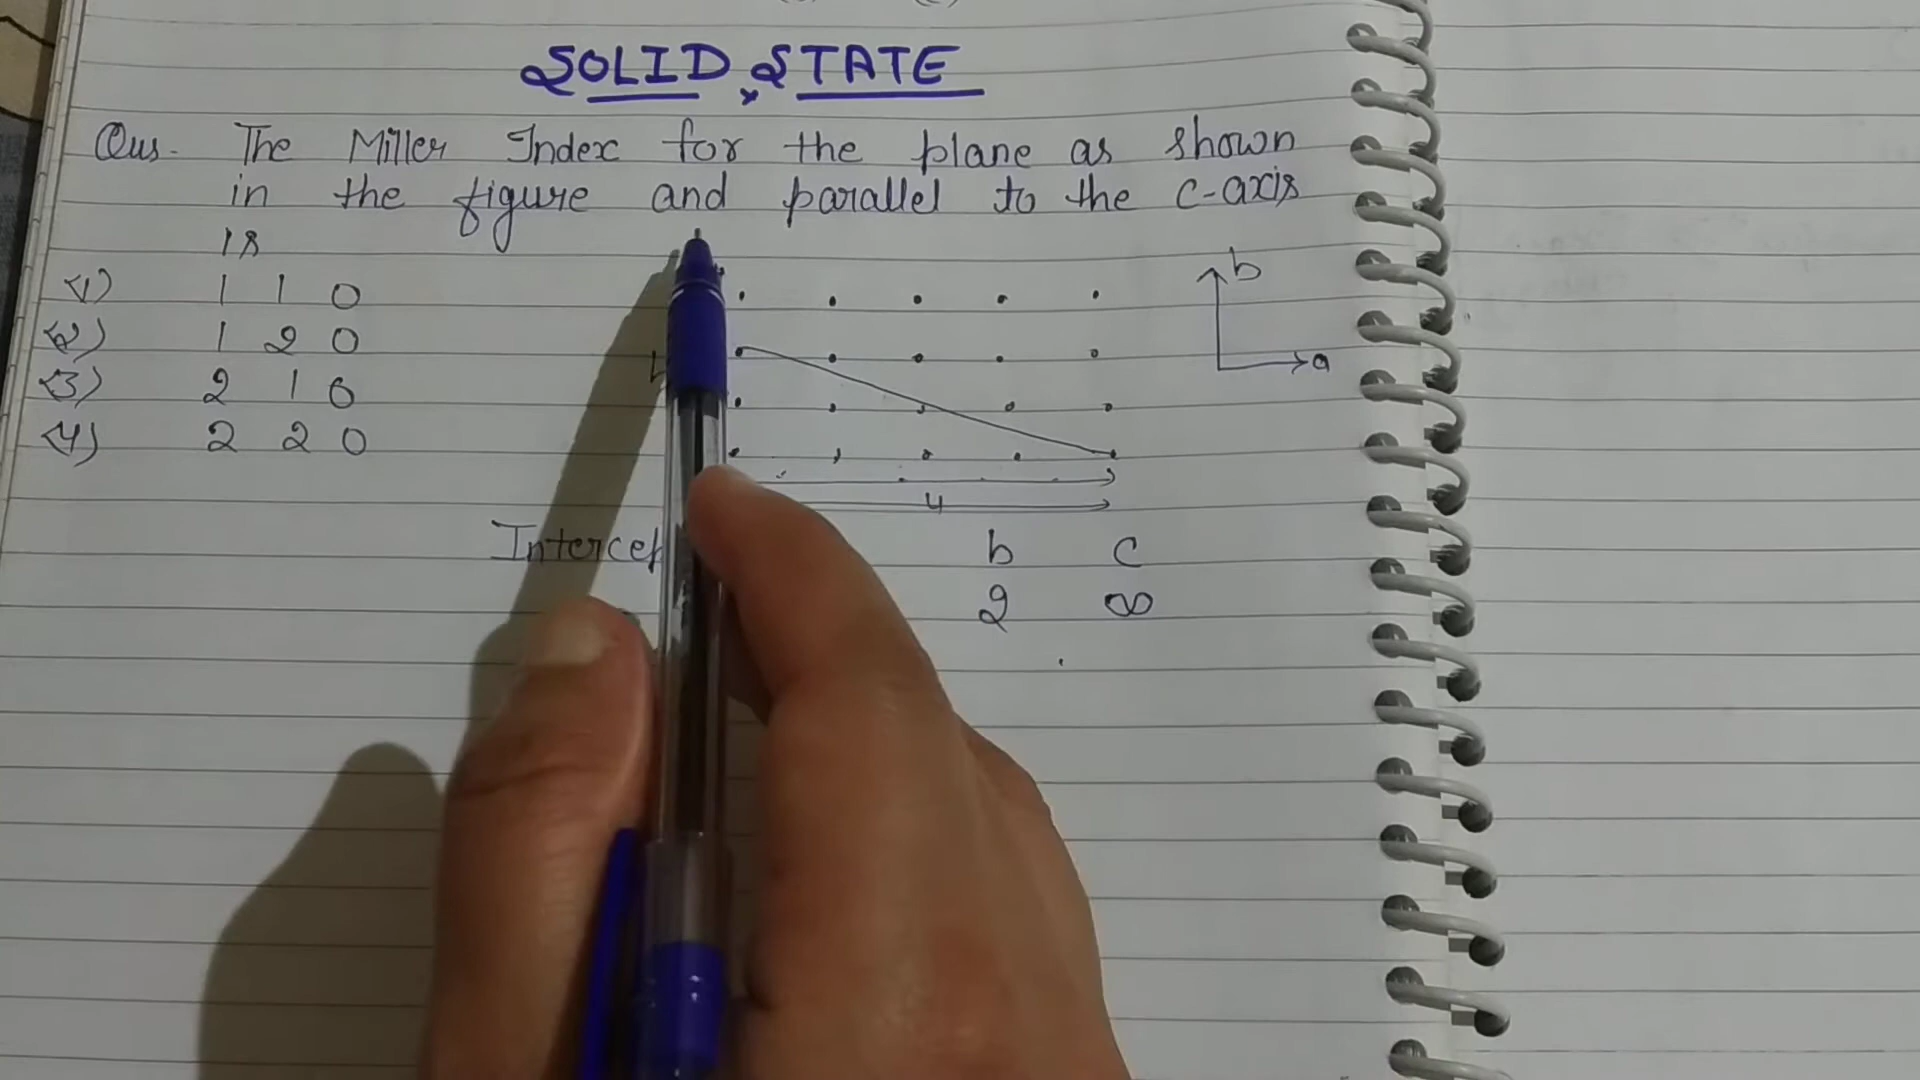 SOLID STATE
Qus. The Miller Index for the plane as shown
in the figure and parallel to the c-axis
is
(1) 1 1 0
(2) 1 2 0
(3) 2 1 0
(4) 2 2 0
b
a
4
b c
2 ∞